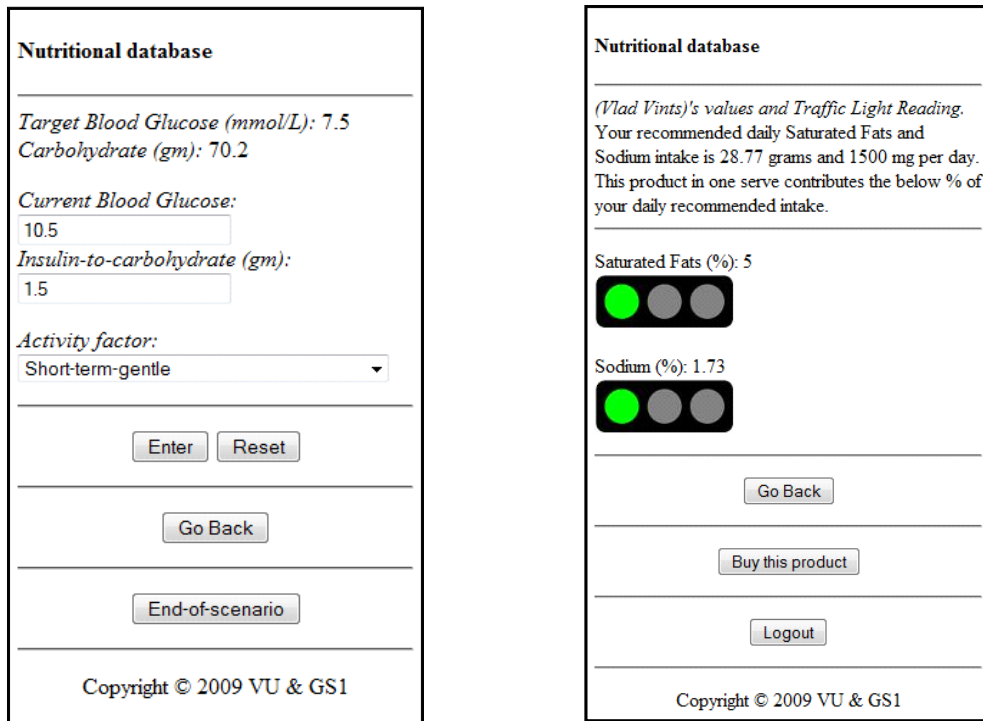 Nutritional database
Target Blood Glucose (mmol/L): 7.5
Carbohydrate (gm): 70.2
Current Blood Glucose:
10.5
Insulin-to-carbohydrate (gm):
1.5
Activity factor:
Short-term-gentle
Enter Reset
Go Back
End-of-scenario
Copyright © 2009 VU & GS1
Nutritional database
(Vlad Vints)'s values and Traffic Light Reading.
Your recommended daily Saturated Fats and
Sodium intake is 28.77 grams and 1500 mg per day.
This product in one serve contributes the below % of
your daily recommended intake.
Saturated Fats (%): 5
Sodium (%): 1.73
Go Back
Buy this product
Logout
Copyright © 2009 VU & GS1